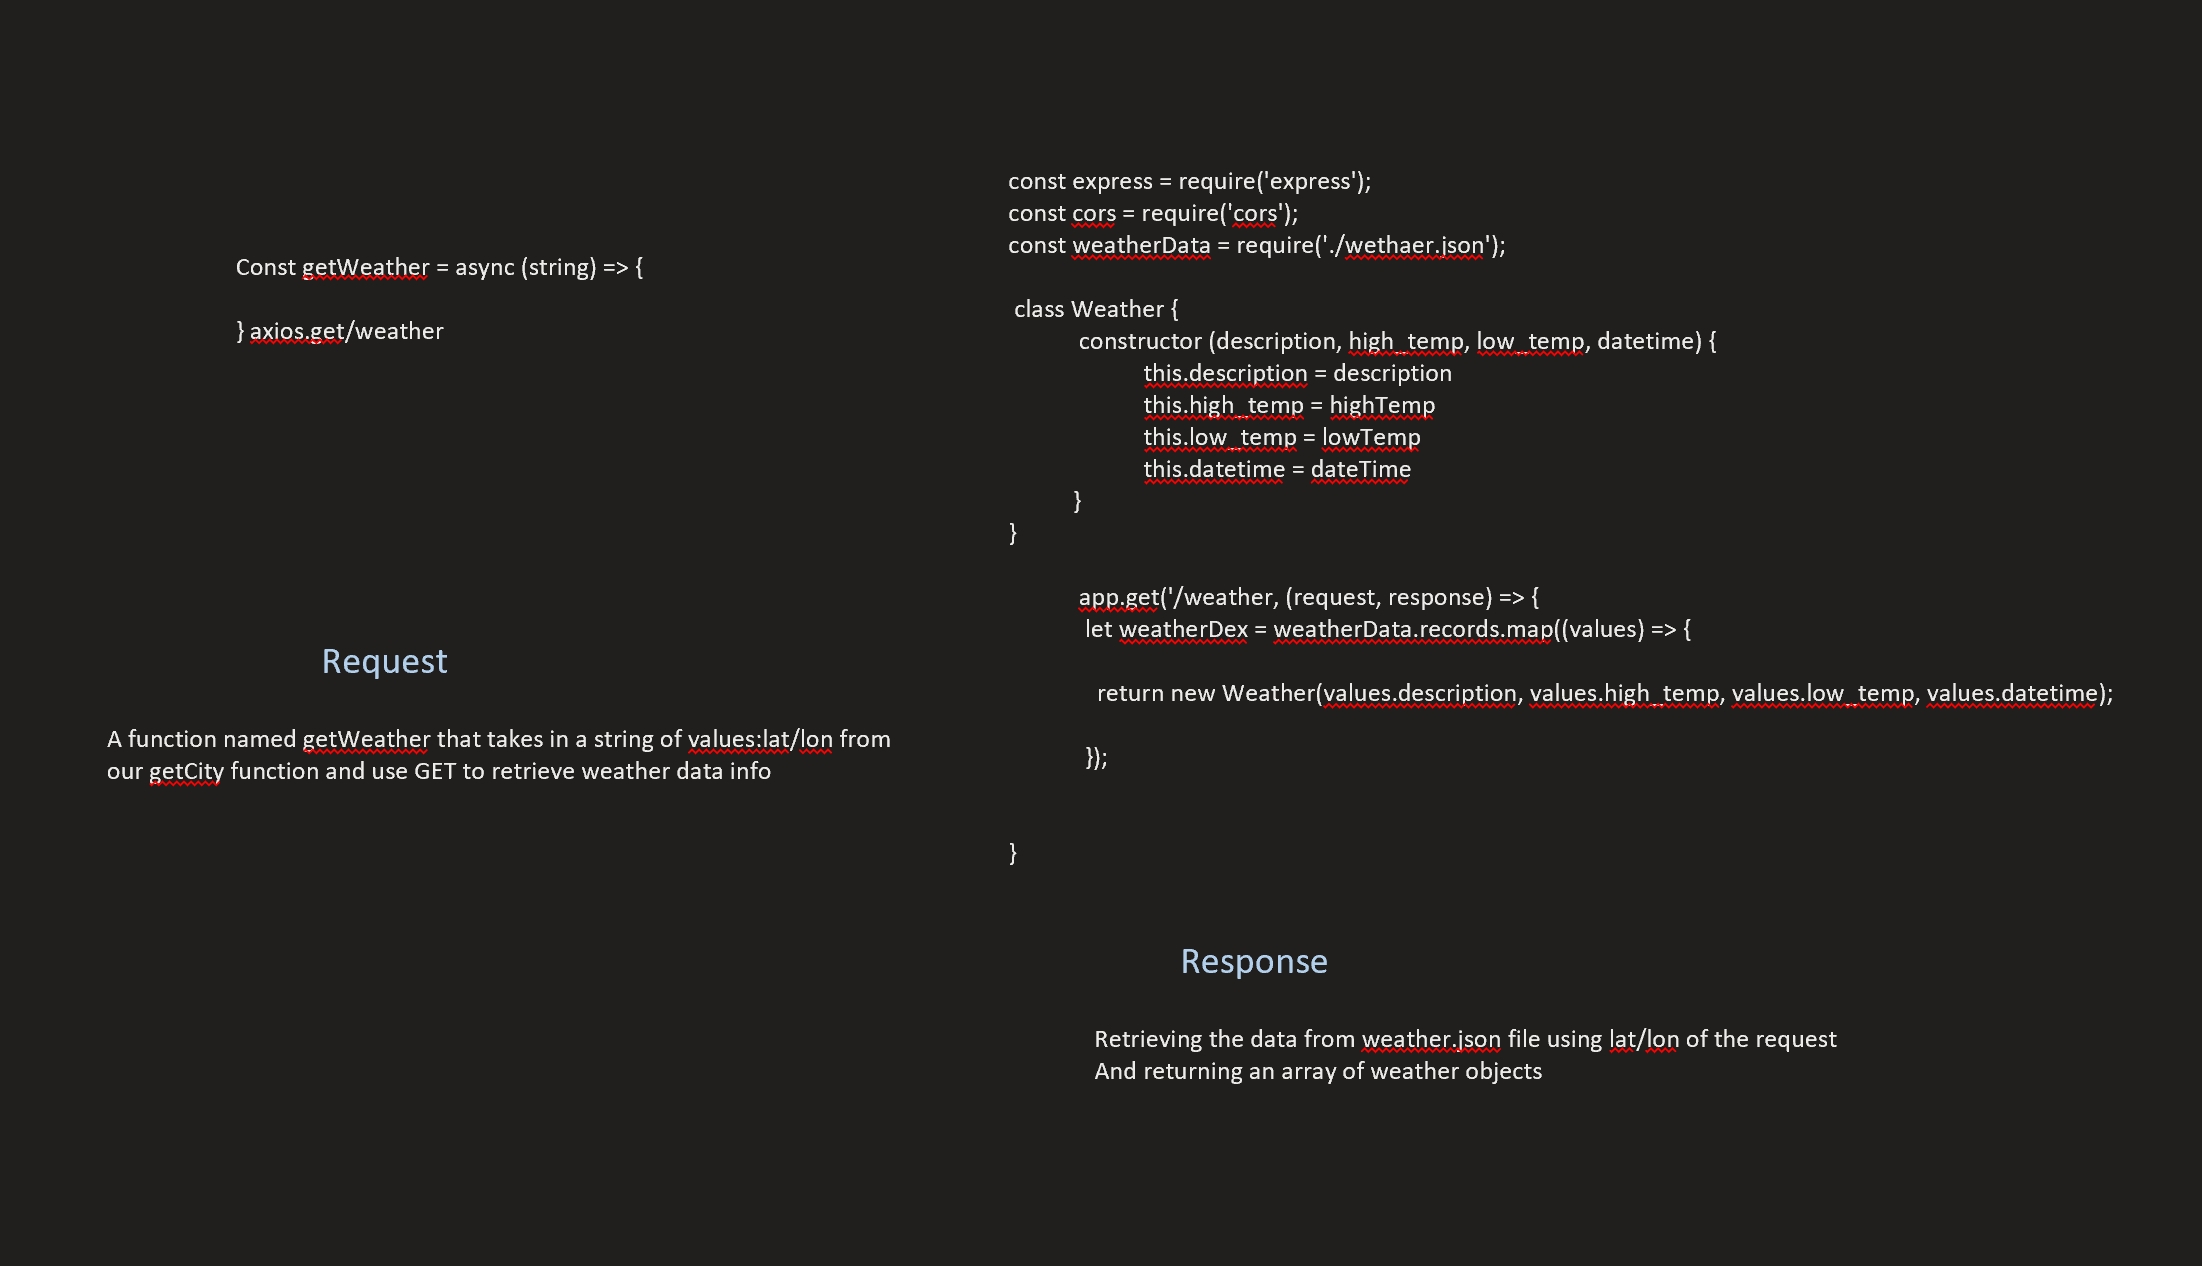 Const getWeather = async (string) => {
} axios.get/weather
Request
A function named getWeather that takes in a string of values:lat/lon from
our getCity function and use GET to retrieve weather data info
const express = require('express');
const cors = require('cors');
const weatherData = require('./wethaer.json');
class Weather {
constructor (description, high_temp, low_temp, datetime) {
this.description = description
this.high_temp = highTemp
this.low_temp = lowTemp
this.datetime = dateTime
}
}
app.get('/weather, (request, response) => {
let weatherDex = weatherData.records.map((values) => {
return new Weather(values.description, values.high_temp, values.low_temp, values.datetime);
});
}
Response
Retrieving the data from weather.json file using lat/lon of the request
And returning an array of weather objects